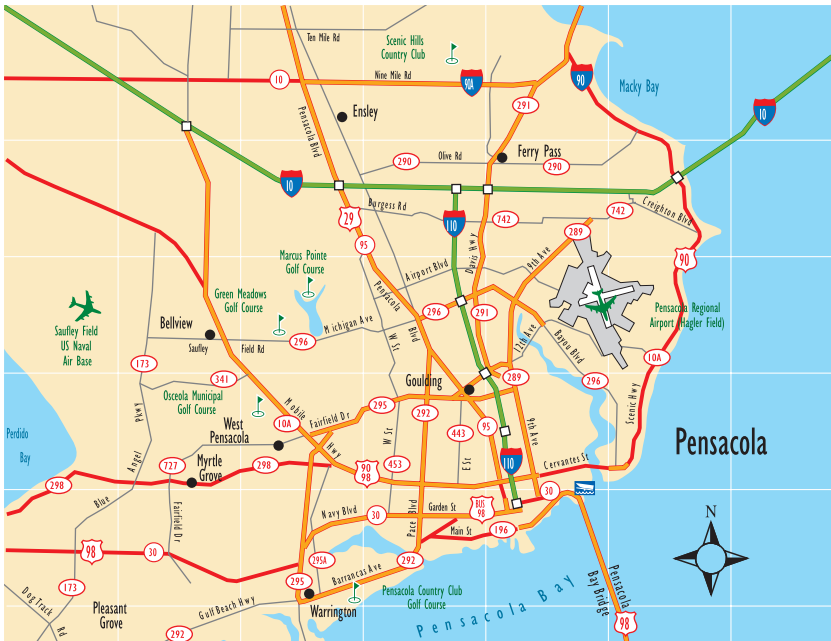 Ten Mile Rd
Scenic Hills
Country Club
10
Nine Mile Rd
90A
90
Macky Bay
10
291
Ensley
Pensacola Blvd
Olive Rd
290
Ferry Pass
290
10
Burgess Rd
29
110
742
742
Creighton Blvd
95
Davis Hwy
9th Ave
289
90
Marcus Pointe
Golf Course
Airport Blvd
Green Meadows
Golf Course
Pensacola
Blvd
Saufley Field
US Naval
Air Base
Pensacola Regional
Airport (Hagler Field)
Bellview
Michigan Ave
296
296
291
12th Ave
Bayou Blvd
Saufley
Field Rd
W St
10A
173
341
Goulding
289
296
Scenic Hwy
Osceola Municipal
Golf Course
Mobile
Hwy
10A
Fairfield Dr
295
292
95
9th Ave
West
Pensacola
W St
443
Pensacola
Perdido
Bay
Pkwy
Angel
Blue
727
Myrtle
Grove
298
90
98
453
E St
110
Cervantes St
298
Fairfield Dr
Navy Blvd
30
Pace Blvd
Garden St
BUS
98
30
Main St
196
N
98
30
295A
292
Barrancas Ave
295
173
Pensacola Country Club
Golf Course
Pensacola
Bay Bridge
Dog Track
Rd
Pleasant
Grove
Gulf Beach Hwy
Warrington
Pensacola Bay
292
98